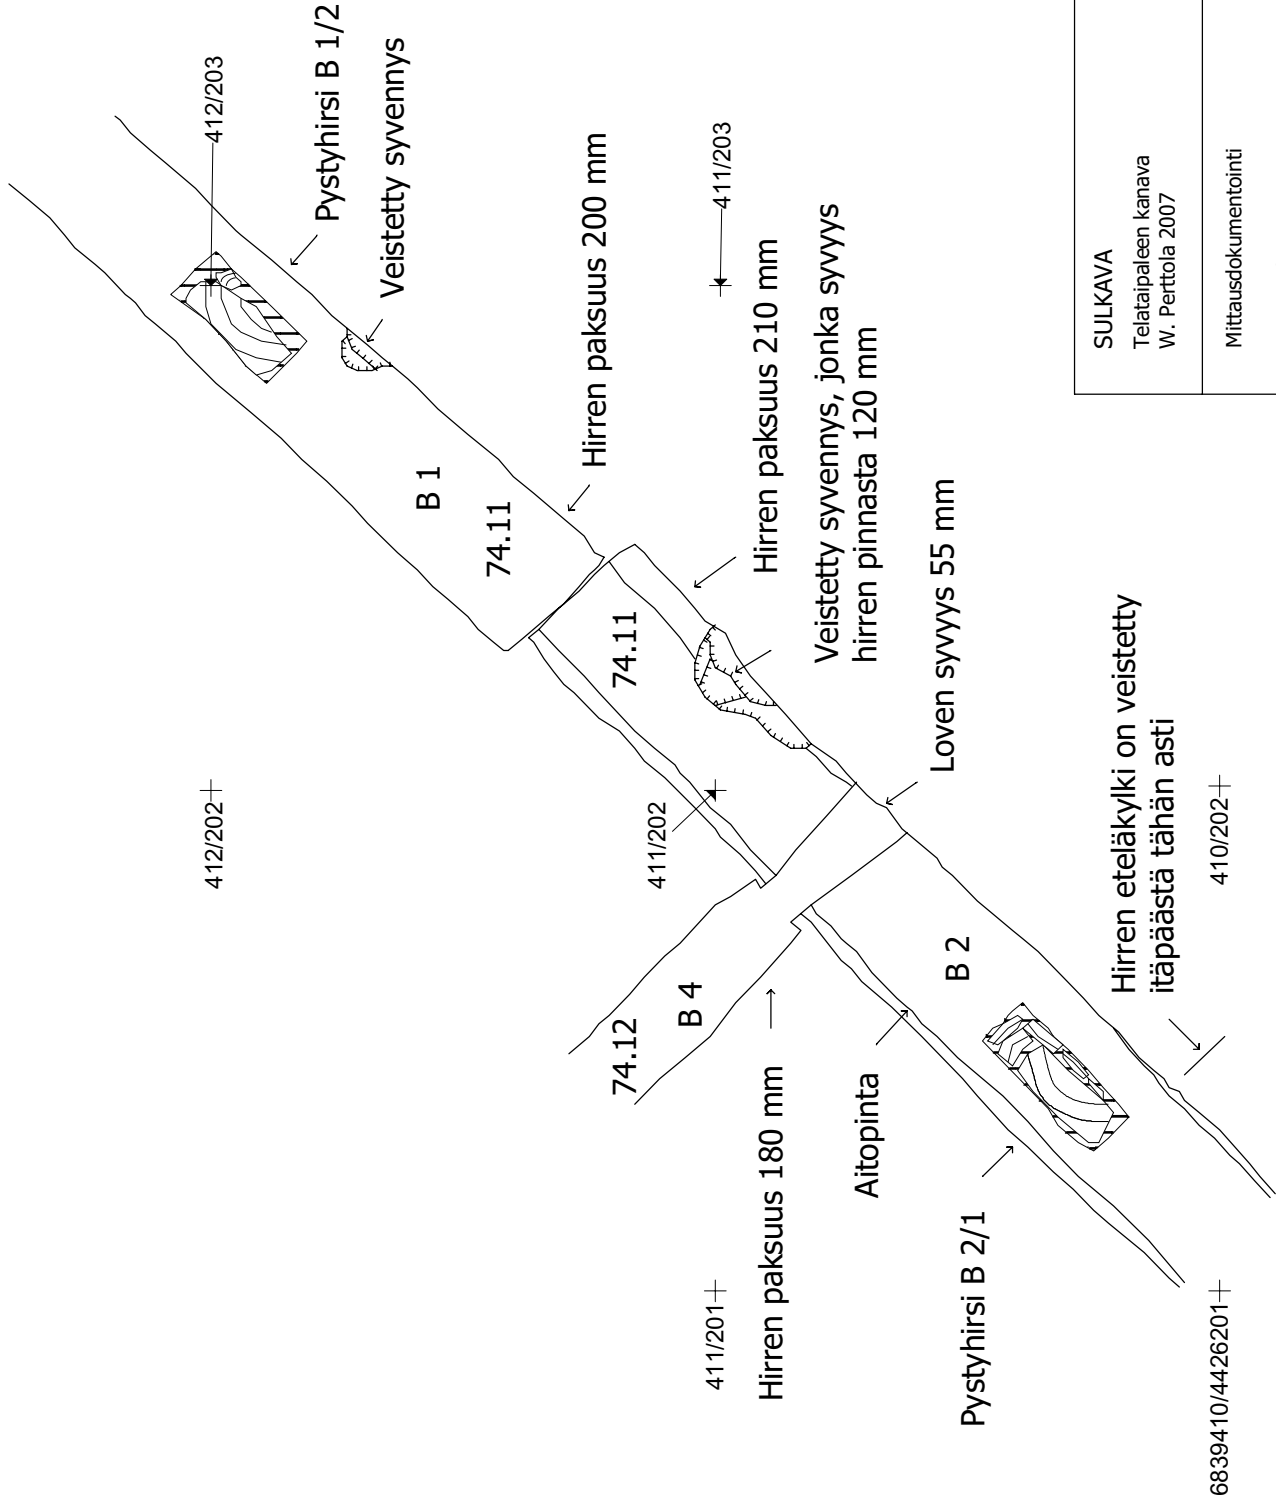 6839410/4426201
411/201
Hirren paksuus 180 mm
Pystyhirsi B 2/1
Aitopinta
74.12
B 4
B 2
412/202
411/202
410/202
Hirren eteläkylki on veistetty
itäpäästä tähän asti
Loven syvyys 55 mm
74.11
Veistetty syvennys, jonka syvyys
hirren pinnasta 120 mm
Hirren paksuus 210 mm
74.11
B 1
Hirren paksuus 200 mm
412/203
411/203
Pystyhirsi B 1/2
Veistetty syvennys
SULKAVA
Telataipaleen kanava
W. Perttola 2007
Mittausdokumentointi